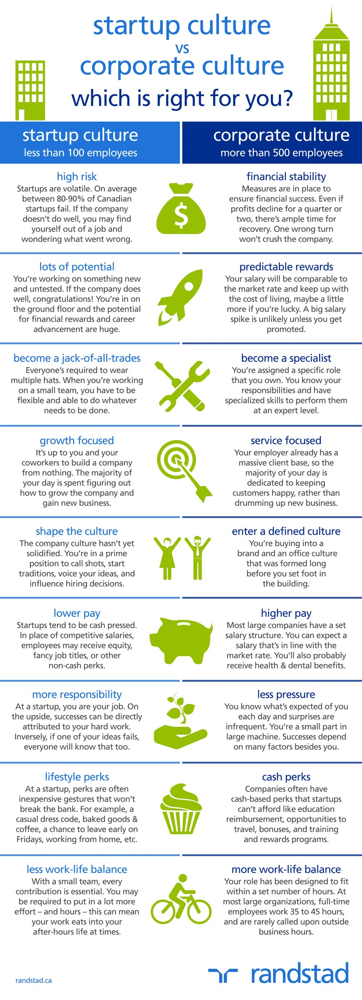 startup culture
vs
corporate culture
which is right for you?
startup culture
less than 100 employees
corporate culture
more than 500 employees
high risk
Startups are volatile. On average
between 80-90% of Canadian
startups fail. If the company
doesn't do well, you may find
yourself out of a job and
wondering what went wrong.
$
financial stability
Measures are in place to
ensure financial success. Even if
profits decline for a quarter or
two, there's ample time for
recovery. One wrong turn
won't crush the company.
lots of potential
You're working on something new
and untested. If the company does
well, congratulations! You're in on
the ground floor and the potential
for financial rewards and career
advancement are huge.
predictable rewards
Your salary will be comparable to
the market rate and keep up with
the cost of living, maybe a little
more if you're lucky. A big salary
spike is unlikely unless you get
promoted.
become a jack-of-all-trades
Everyone's required to wear
multiple hats. When you're working
on a small team, you have to be
flexible and able to do whatever
needs to be done.
become a specialist
You're assigned a specific role
that you own. You know your
responsibilities and have
specialized skills to perform them
at an expert level.
growth focused
It's up to you and your
coworkers to build a company
from nothing. The majority of
your day is spent figuring out
how to grow the company and
gain new business.
service focused
Your employer already has a
massive client base, so the
majority of your day is
dedicated to keeping
customers happy, rather than
drumming up new business.
shape the culture
The company culture hasn't yet
solidified. You're in a prime
position to call shots, start
traditions, voice your ideas, and
influence hiring decisions.
enter a defined culture
You're buying into a
brand and an office culture
that was formed long
before you set foot in
the building.
lower pay
Startups tend to be cash pressed.
In place of competitive salaries,
employees may receive equity,
fancy job titles, or other
non-cash perks.
higher pay
Most large companies have a set
salary structure. You can expect a
salary that's in line with the
market rate. You'll also probably
receive health & dental benefits.
more responsibility
At a startup, you are your job. On
the upside, successes can be directly
attributed to your hard work.
Inversely, if one of your ideas fails,
everyone will know that too.
less pressure
You know what's expected of you
each day and surprises are
infrequent. You're a small part in
large machine. Successes depend
on many factors besides you.
lifestyle perks
At a startup, perks are often
inexpensive gestures that won't
break the bank. For example, a
casual dress code, baked goods &
coffee, a chance to leave early on
Fridays, working from home, etc.
cash perks
Companies often have
cash-based perks that startups
can't afford like education
reimbursement, opportunities to
travel, bonuses, and training
and rewards programs.
less work-life balance
With a small team, every
contribution is essential. You may
be required to put in a lot more
effort – and hours – this can mean
your work eats into your
after-hours life at times.
more work-life balance
Your role has been designed to fit
within a set number of hours. At
most large organizations, full-time
employees work 35 to 45 hours,
and are rarely called upon outside
business hours.
randstad.ca
randstad